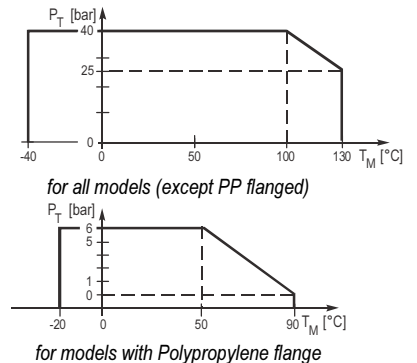 P_T [bar]
40
25
0
-40 0 50 100 130 T_M [°C]
for all models (except PP flanged)
P_T [bar]
6
5
1
0
-20 0 50 90 T_M [°C]
for models with Polypropylene flange